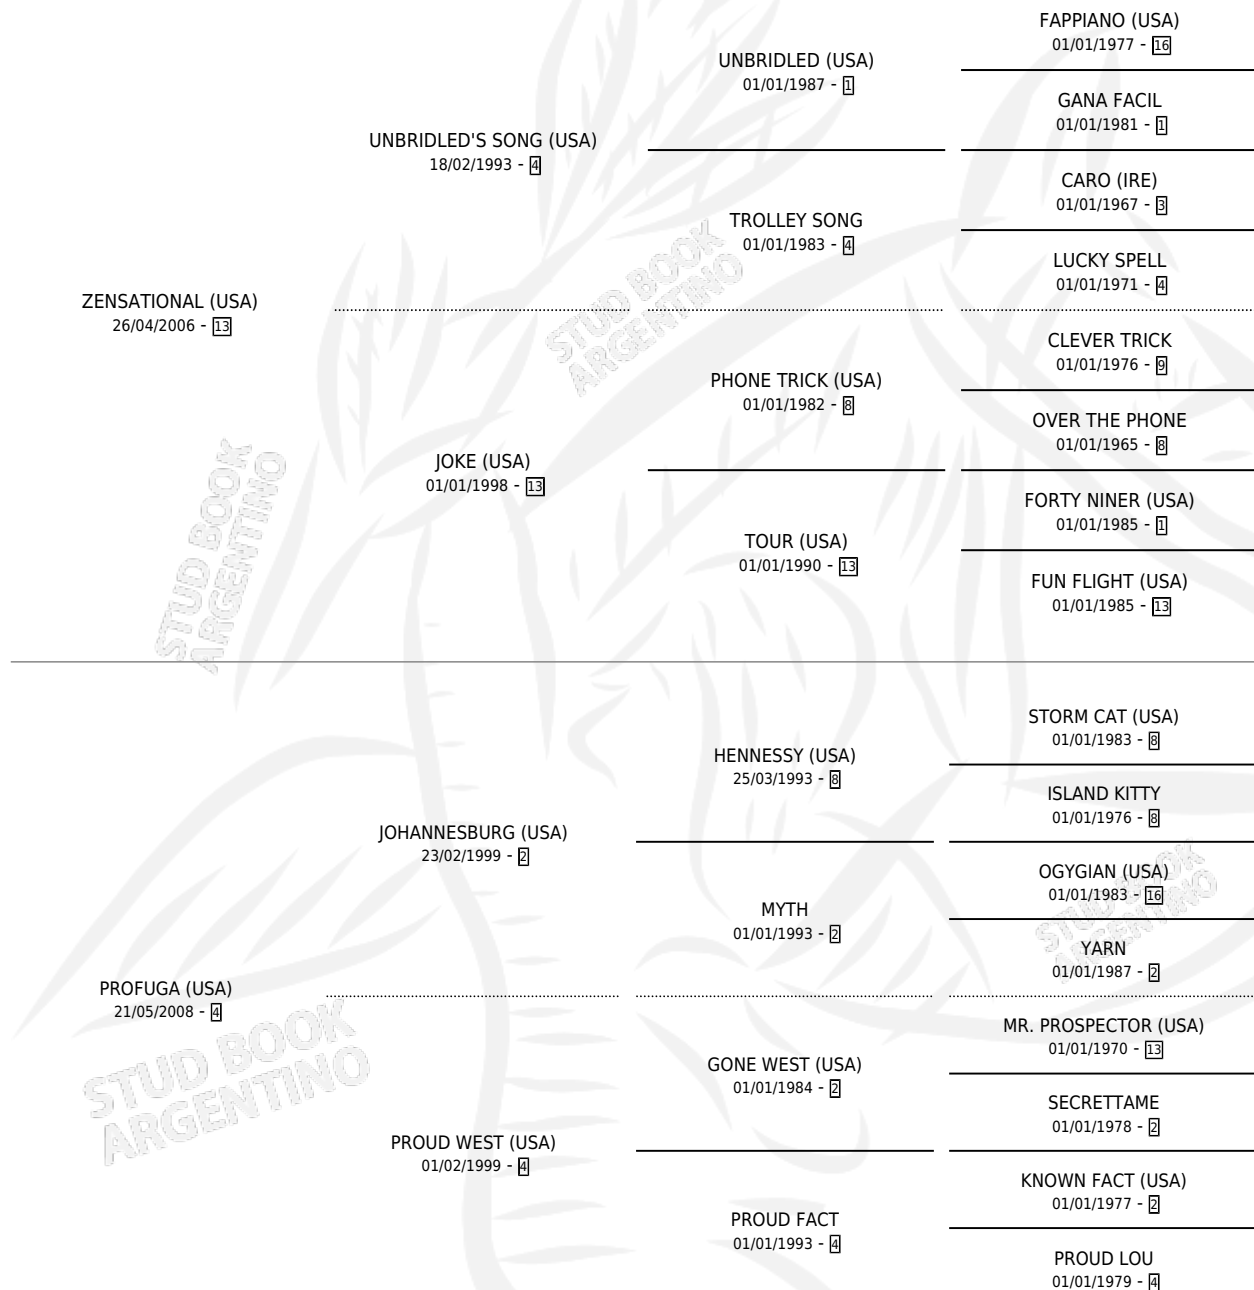 FAPPIANO (USA)
01/01/1977 - 16
UNBRIDLED (USA)
01/01/1987 - 1
GANA FACIL
01/01/1981 - 1
UNBRIDLED'S SONG (USA)
18/02/1993 - 4
CARO (IRE)
01/01/1967 - 3
TROLLEY SONG
01/01/1983 - 4
LUCKY SPELL
01/01/1971 - 4
ZENSATIONAL (USA)
26/04/2006 - 13
CLEVER TRICK
01/01/1976 - 9
PHONE TRICK (USA)
01/01/1982 - 8
OVER THE PHONE
01/01/1965 - 8
JOKE (USA)
01/01/1998 - 13
FORTY NINER (USA)
01/01/1985 - 1
TOUR (USA)
01/01/1990 - 13
FUN FLIGHT (USA)
01/01/1985 - 13
STORM CAT (USA)
01/01/1983 - 8
HENNESSY (USA)
25/03/1993 - 8
ISLAND KITTY
01/01/1976 - 8
JOHANNESBURG (USA)
23/02/1999 - 2
OGYGIAN (USA)
01/01/1983 - 16
MYTH
01/01/1993 - 2
YARN
01/01/1987 - 2
PROFUGA (USA)
21/05/2008 - 4
MR. PROSPECTOR (USA)
01/01/1970 - 13
GONE WEST (USA)
01/01/1984 - 2
SECRETTAME
01/01/1978 - 2
PROUD WEST (USA)
01/02/1999 - 4
KNOWN FACT (USA)
01/01/1977 - 2
PROUD FACT
01/01/1993 - 4
PROUD LOU
01/01/1979 - 4
STUD BOOK
ARGENTINO
STUD BOOK
ARGENTINO
STUD BOOK
ARGENTINO
STUD BOOK
ARGENTINO